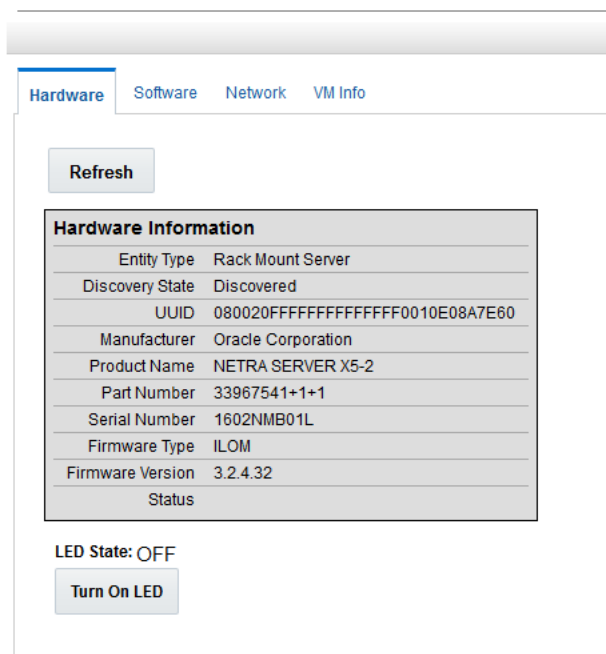 Hardware Software Network VM Info
Refresh
Hardware Information
Entity Type Rack Mount Server
Discovery State Discovered
UUID 080020FFFFFFFFFFFFFF0010E08A7E60
Manufacturer Oracle Corporation
Product Name NETRA SERVER X5-2
Part Number 33967541+1+1
Serial Number 1602NMB01L
Firmware Type ILOM
Firmware Version 3.2.4.32
Status
LED State: OFF
Turn On LED